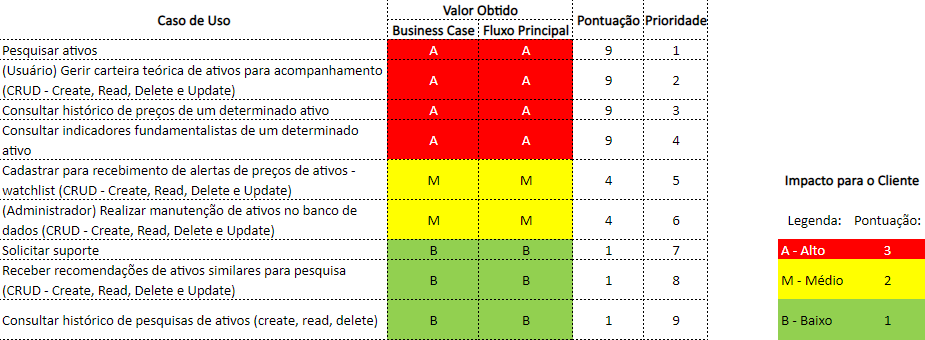 Caso de Uso
Valor Obtido
Pontuação
Prioridade
Business Case
Fluxo Principal
Pesquisar ativos
A
A
9
1
(Usuário) Gerir carteira teórica de ativos para acompanhamento
(CRUD - Create, Read, Delete e Update)
A
A
9
2
Consultar histórico de preços de um determinado ativo
A
A
9
3
Consultar indicadores fundamentalistas de um determinado
ativo
A
A
9
4
Cadastrar para recebimento de alertas de preços de ativos -
watchlist (CRUD - Create, Read, Delete e Update)
M
M
4
5
(Administrador) Realizar manutenção de ativos no banco de
dados (CRUD - Create, Read, Delete e Update)
M
M
4
6
Solicitar suporte
B
B
1
7
Receber recomendações de ativos similares para pesquisa
(CRUD - Create, Read, Delete e Update)
B
B
1
8
Consultar histórico de pesquisas de ativos (create, read, delete)
B
B
1
9
Impacto para o Cliente
Legenda:
Pontuação:
A - Alto
3
M - Médio
2
B - Baixo
1